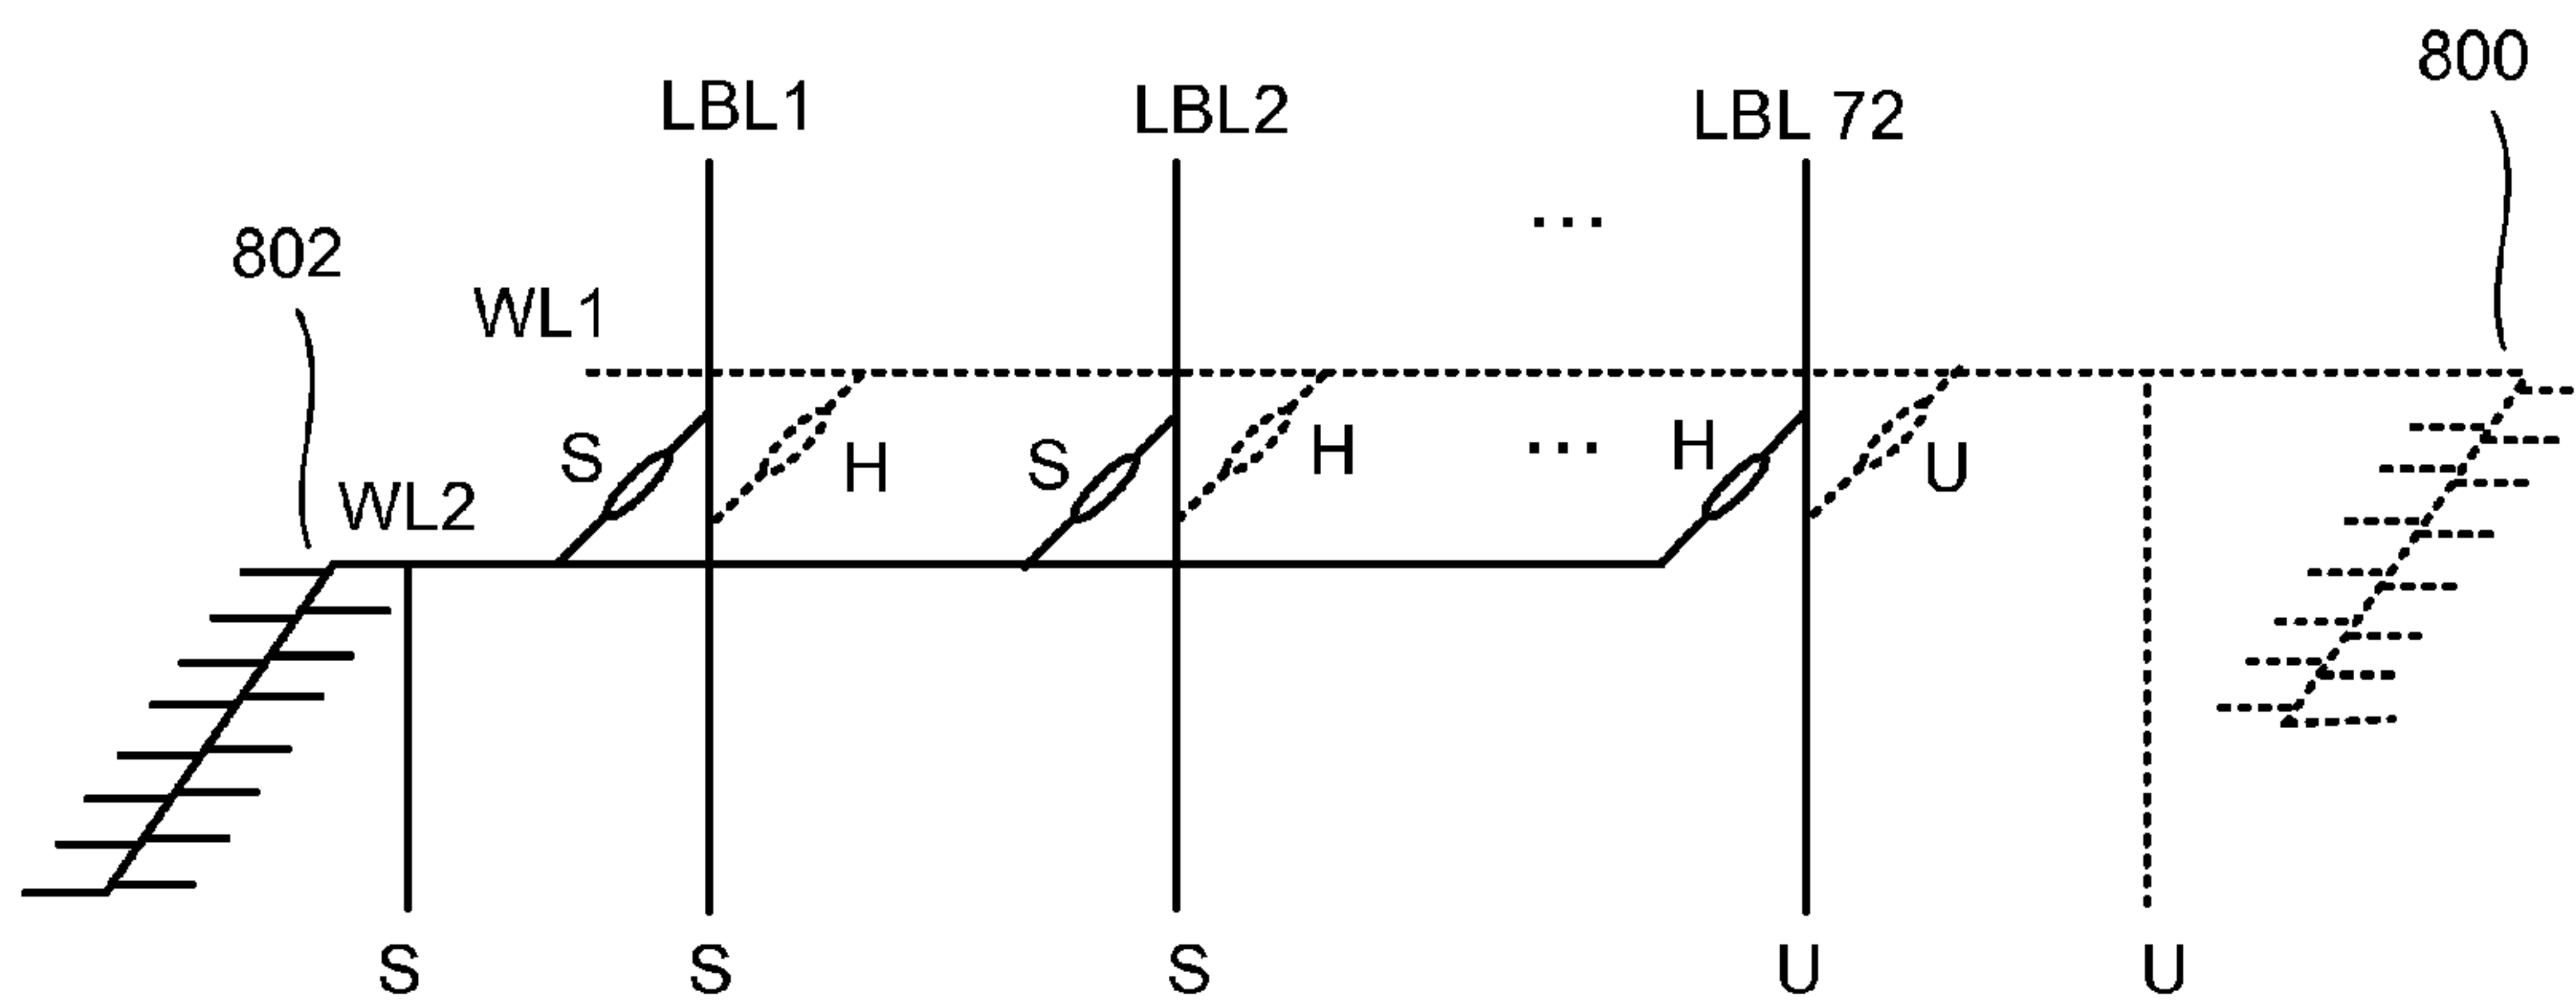 800
LBL1 LBL2 LBL 72
802
...
WL1
S H S H ... H U
WL2
S S S U U